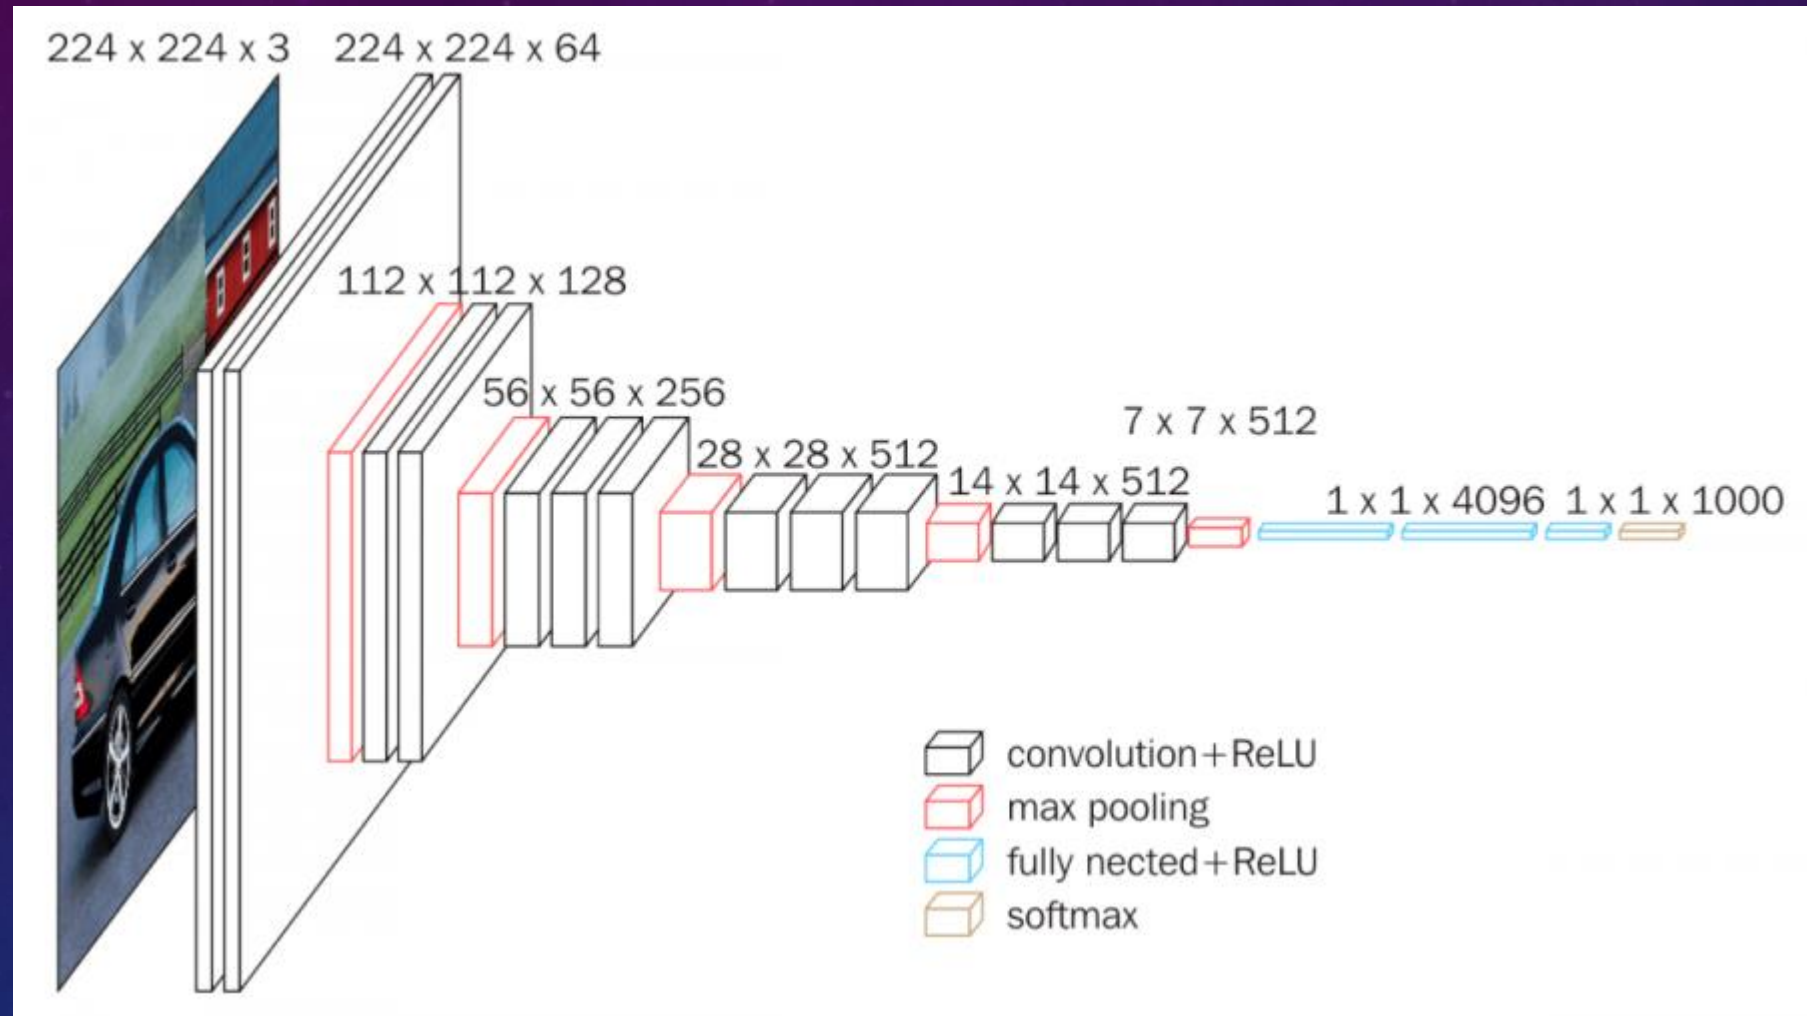 224 x 224 x 3
224 x 224 x 64
112 x 112 x 128
56 x 56 x 256
28 x 28 x 512
14 x 14 x 512
7 x 7 x 512
1 x 1 x 4096
1 x 1 x 1000
convolution+ReLU
max pooling
fully nected+ReLU
softmax